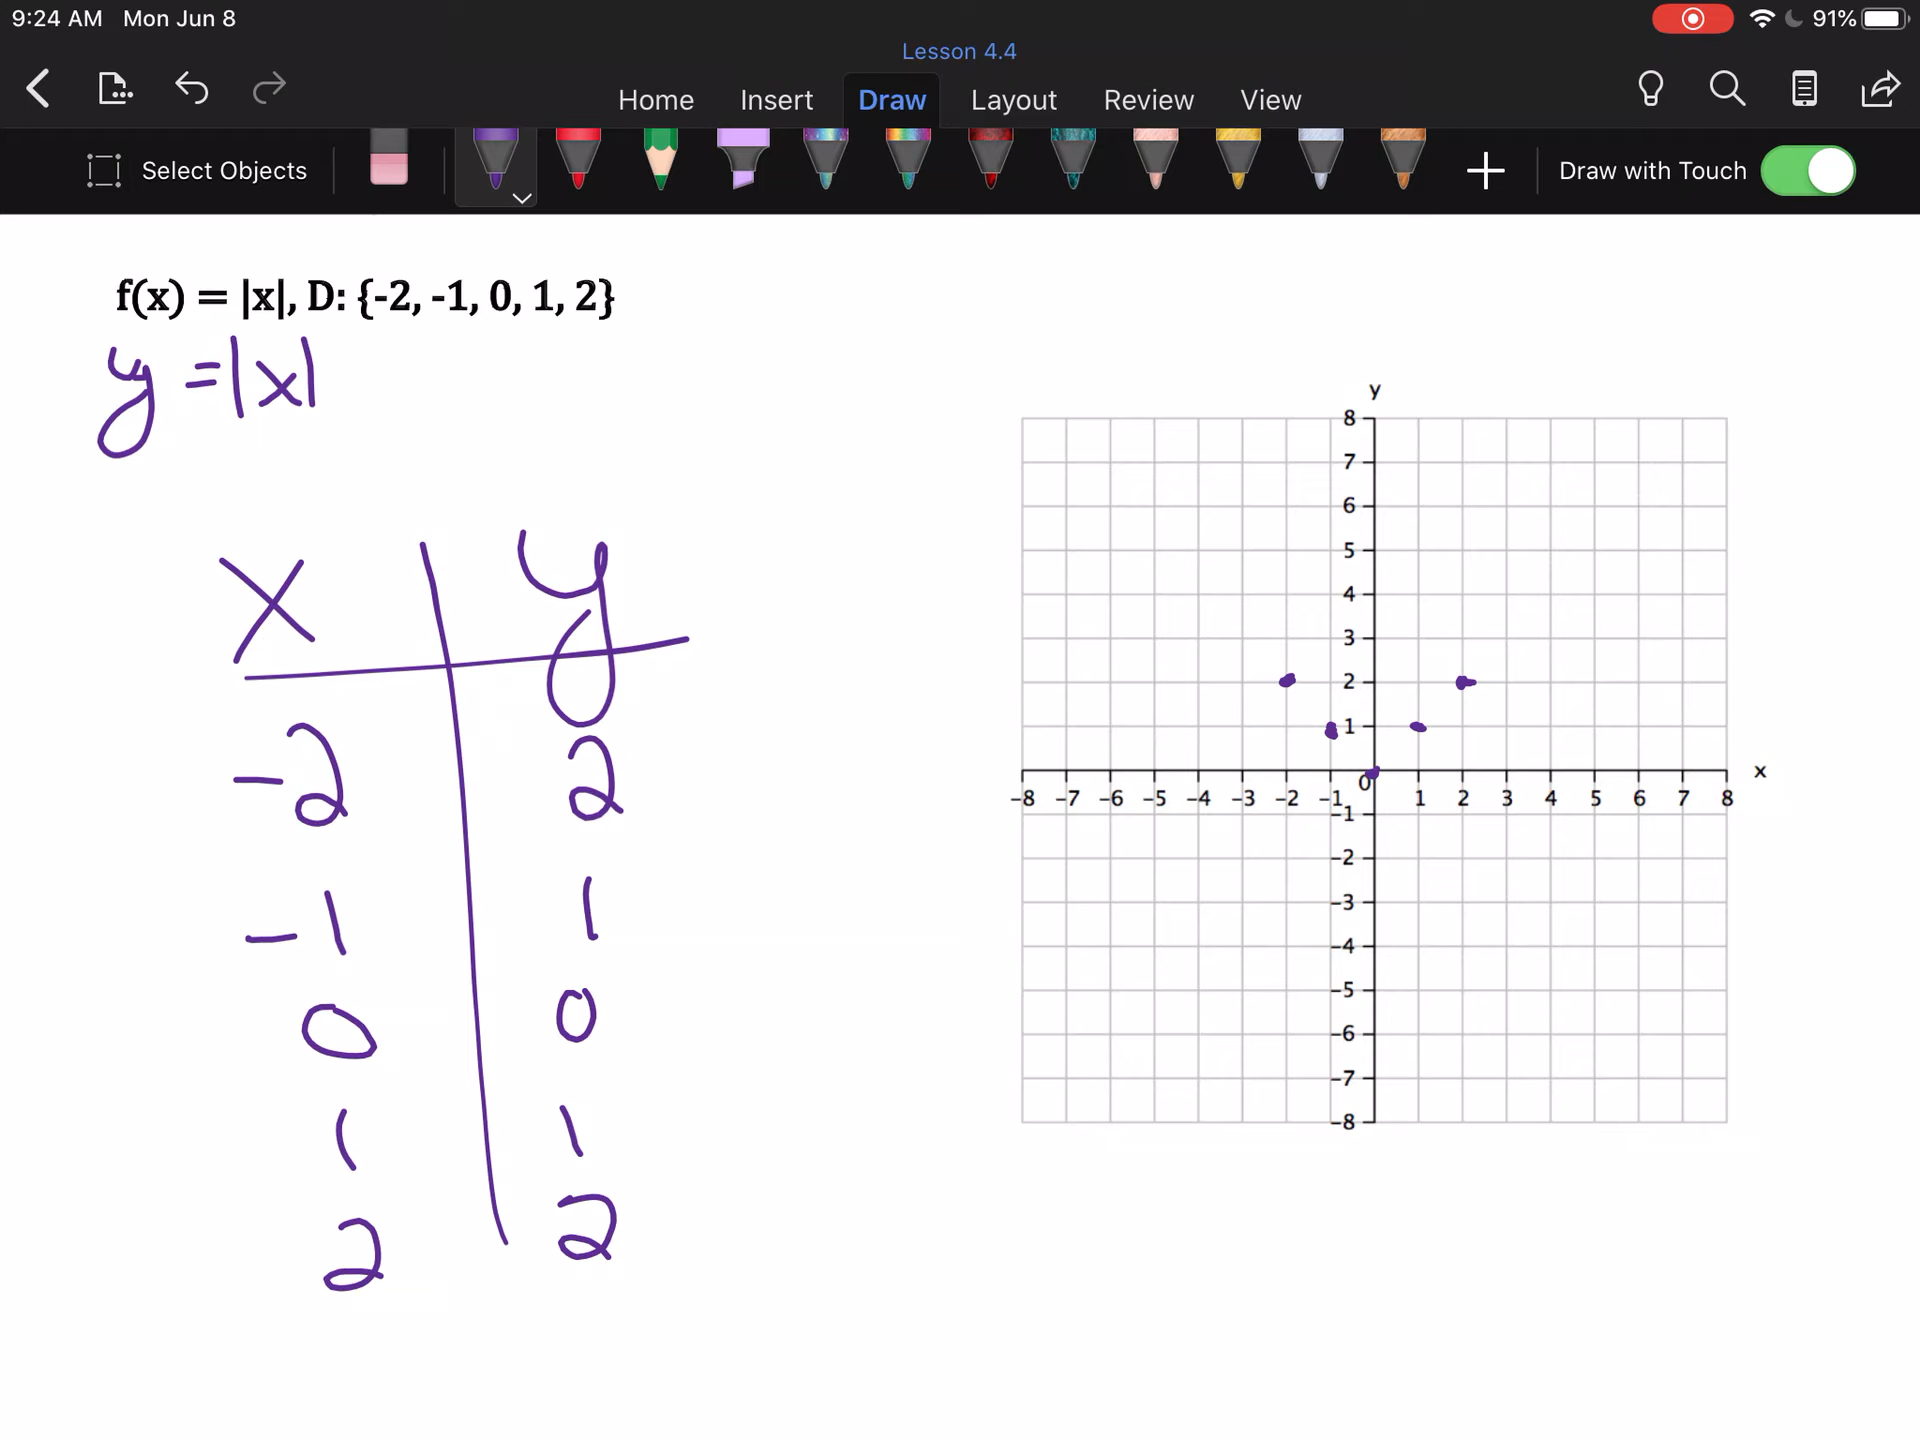 9:24 AM Mon Jun 8
91%
Lesson 4.4
Home Insert Draw Layout Review View
Select Objects
Draw with Touch
f(x) = |x|, D: {-2, -1, 0, 1, 2}
y = |x|
x y
-2 2
-1 1
0 0
1 1
2 2
y
8
7
6
5
4
3
2
1
0
x
−8 −7 −6 −5 −4 −3 −2 −1 1 2 3 4 5 6 7 8
−1
−2
−3
−4
−5
−6
−7
−8